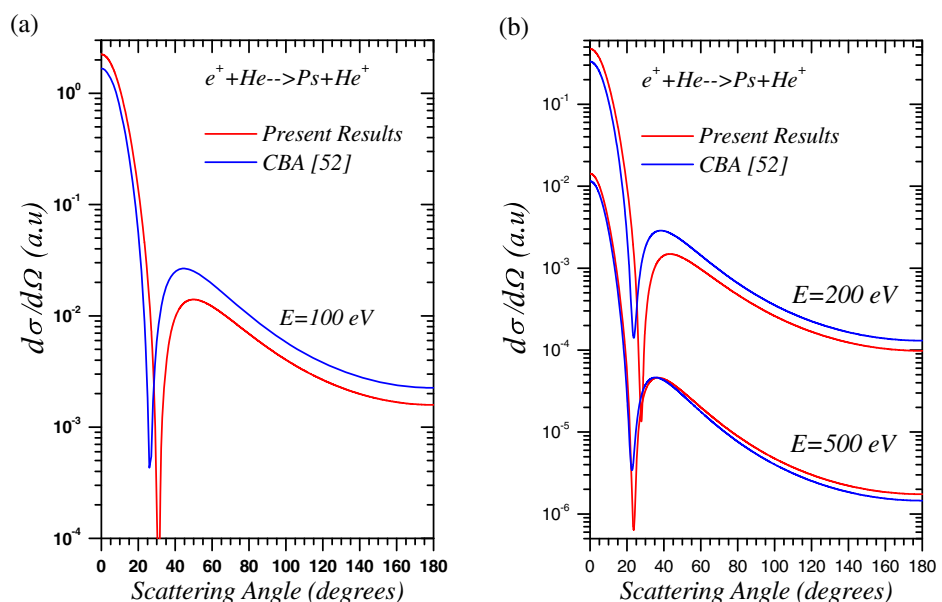 (a)
e⁺+He-->Ps+He⁺
Present Results
CBA [52]
E=100 eV
10⁰
10⁻¹
10⁻²
10⁻³
10⁻⁴
0 20 40 60 80 100 120 140 160 180
Scattering Angle (degrees)
dσ/dΩ (a.u)
(b)
e⁺+He-->Ps+He⁺
Present Results
CBA [52]
E=200 eV
E=500 eV
10⁻¹
10⁻²
10⁻³
10⁻⁴
10⁻⁵
10⁻⁶
0 20 40 60 80 100 120 140 160 180
Scattering Angle (degrees)
dσ/dΩ (a.u)